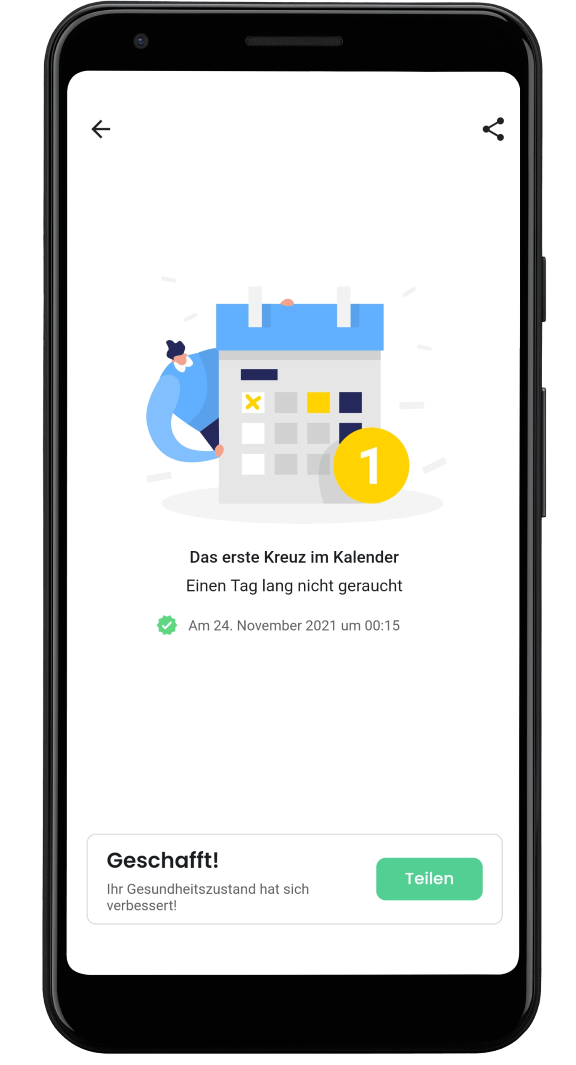 1
Das erste Kreuz im Kalender
Einen Tag lang nicht geraucht
Am 24. November 2021 um 00:15
Geschafft!
Ihr Gesundheitszustand hat sich
verbessert!
Teilen